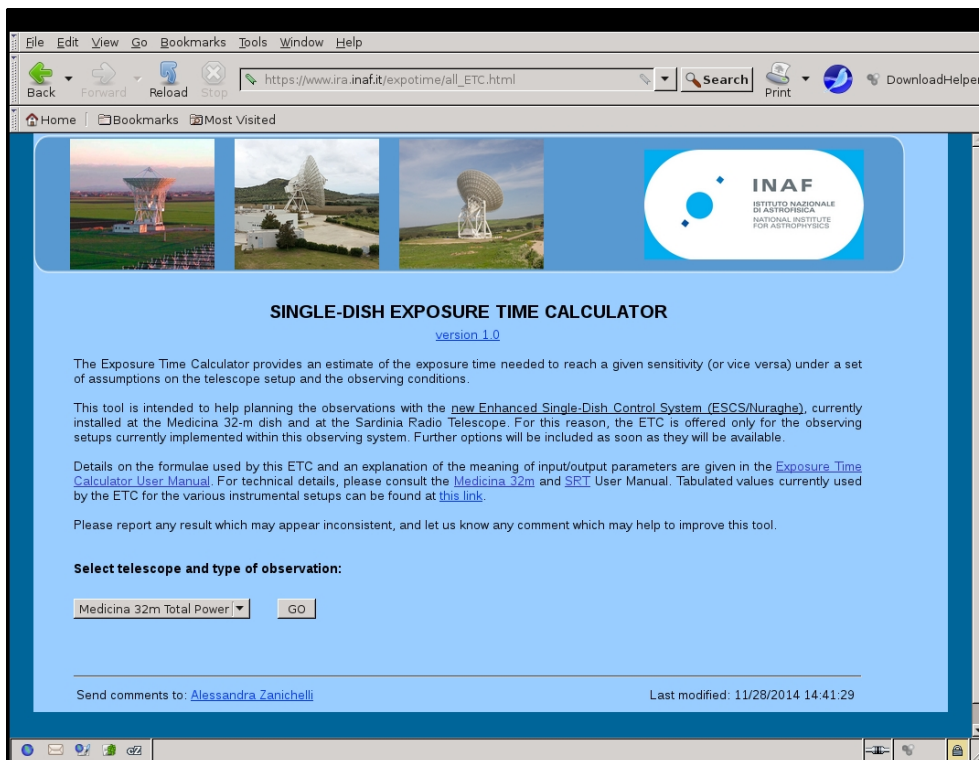 File Edit View Go Bookmarks Tools Window Help
Back Forward Reload Stop https://www.ira.inaf.it/expotime/all_ETC.html Search Print DownloadHelper
Home Bookmarks Most Visited
INAF
ISTITUTO NAZIONALE
DI ASTROFISICA
NATIONAL INSTITUTE
FOR ASTROPHYSICS
SINGLE-DISH EXPOSURE TIME CALCULATOR
version 1.0
The Exposure Time Calculator provides an estimate of the exposure time needed to reach a given sensitivity (or vice versa) under a set
of assumptions on the telescope setup and the observing conditions.
This tool is intended to help planning the observations with the new Enhanced Single-Dish Control System (ESCS/Nuraghe), currently
installed at the Medicina 32-m dish and at the Sardinia Radio Telescope. For this reason, the ETC is offered only for the observing
setups currently implemented within this observing system. Further options will be included as soon as they will be available.
Details on the formulae used by this ETC and an explanation of the meaning of input/output parameters are given in the Exposure Time
Calculator User Manual. For technical details, please consult the Medicina 32m and SRT User Manual. Tabulated values currently used
by the ETC for the various instrumental setups can be found at this link.
Please report any result which may appear inconsistent, and let us know any comment which may help to improve this tool.
Select telescope and type of observation:
Medicina 32m Total Power GO
Send comments to: Alessandra Zanichelli Last modified: 11/28/2014 14:41:29